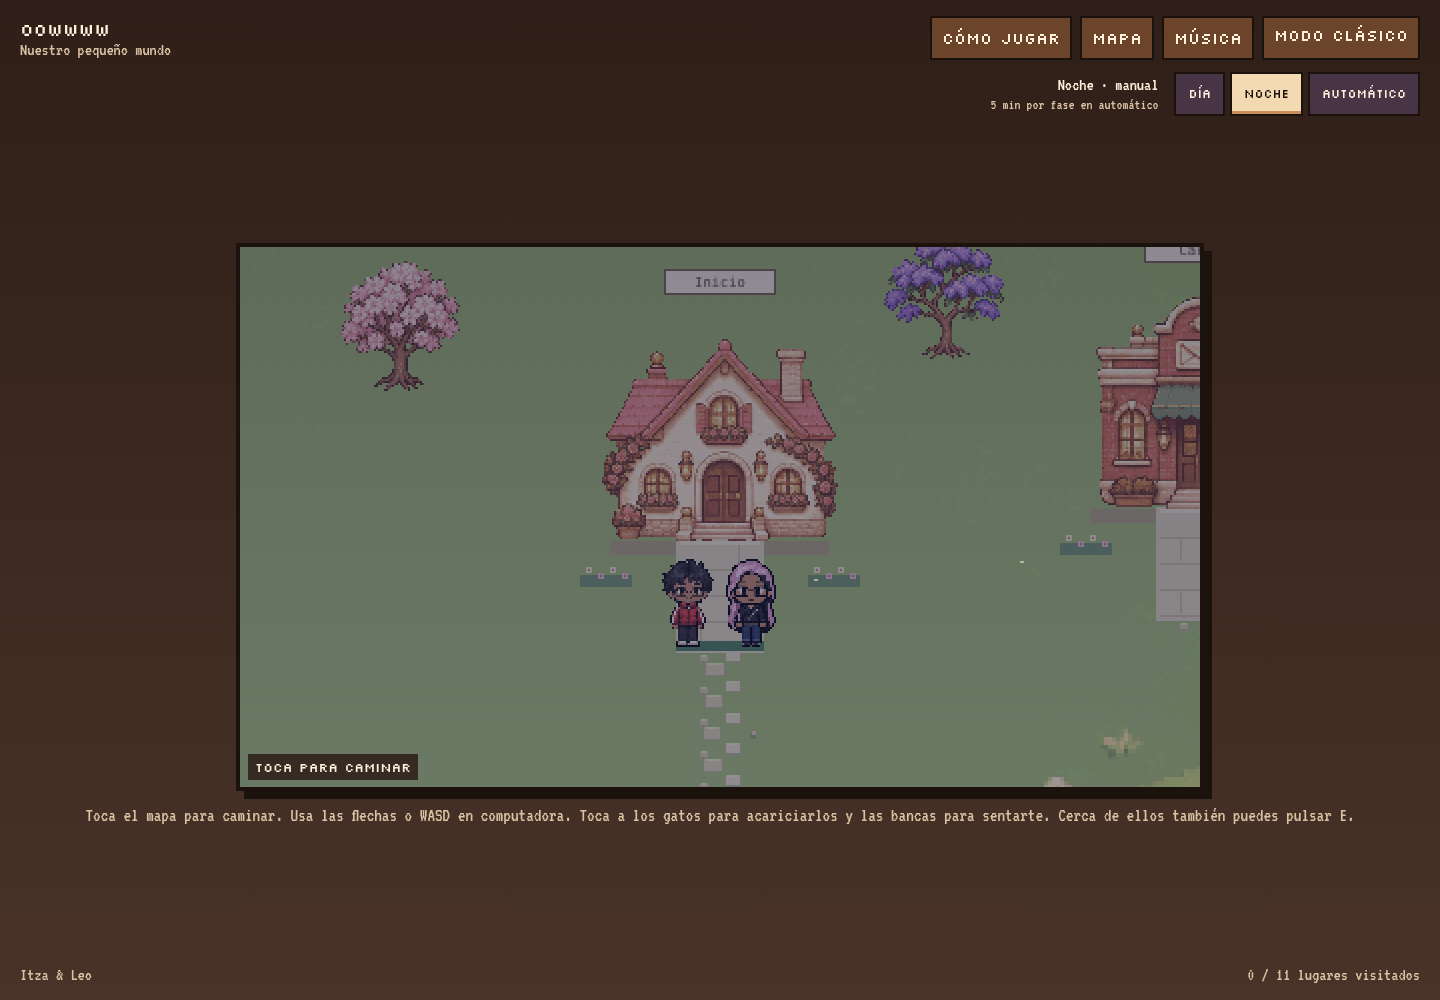 OOWWWW
Nuestro pequeño mundo
CÓMO JUGAR
MAPA
MÚSICA
MODO CLÁSICO
Noche · manual
5 min por fase en automático
DÍA
NOCHE
AUTOMÁTICO
Inicio
TOCA PARA CAMINAR
Toca el mapa para caminar. Usa las flechas o WASD en computadora. Toca a los gatos para acariciarlos y las bancas para sentarte. Cerca de ellos también puedes pulsar E.
Itza & Leo
0 / 11 lugares visitados